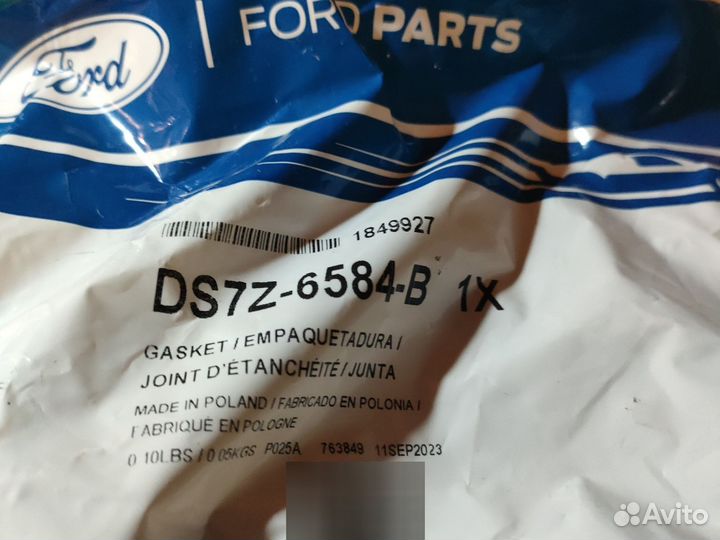 Ford
FORD PARTS
1849927
DS7Z-6584-B 1X
GASKET / EMPAQUETADURA /
JOINT D'ÉTANCHÉITÉ / JUNTA
MADE IN POLAND / FABRICADO EN POLONIA /
FABRIQUÉ EN POLOGNE
0.10LBS / 0.05KGS P025A 763849 11SEP2023
Avito